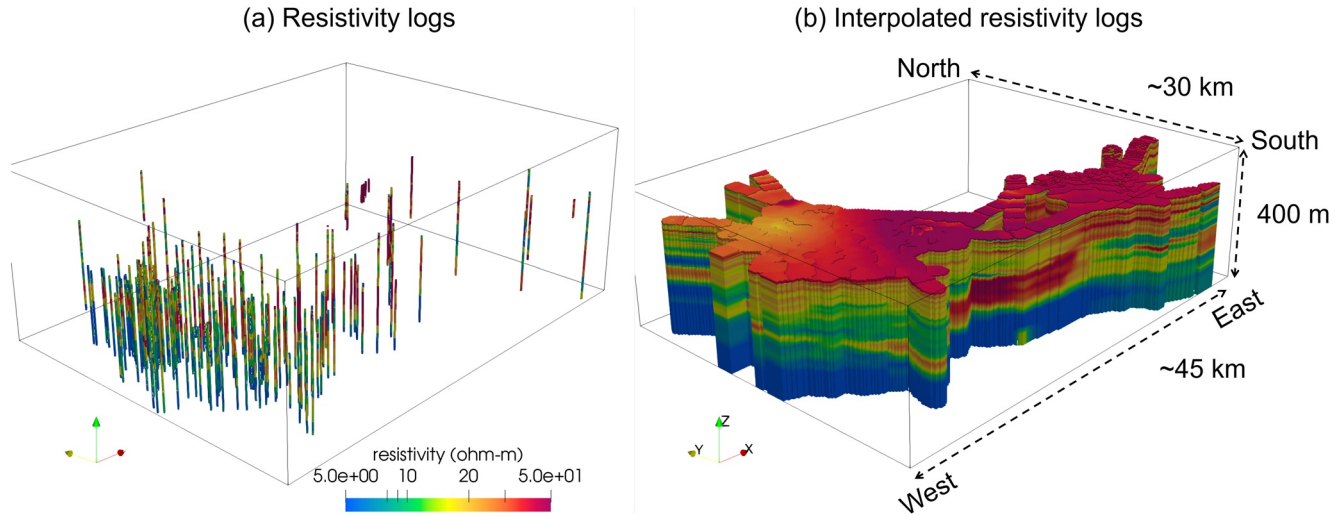 (a) Resistivity logs
(b) Interpolated resistivity logs
North
~30 km
South
400 m
East
~45 km
West
Z
Y
X
resistivity (ohm-m)
5.0e+00 10 20 5.0e+01